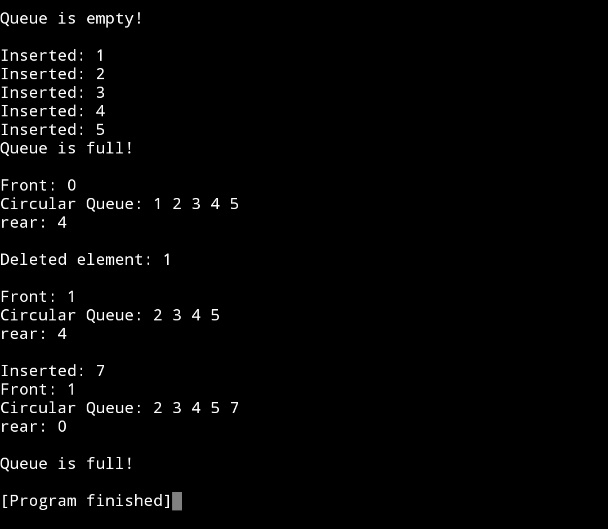 Queue is empty!
Inserted: 1
Inserted: 2
Inserted: 3
Inserted: 4
Inserted: 5
Queue is full!
Front: 0
Circular Queue: 1 2 3 4 5
rear: 4
Deleted element: 1
Front: 1
Circular Queue: 2 3 4 5
rear: 4
Inserted: 7
Front: 1
Circular Queue: 2 3 4 5 7
rear: 0
Queue is full!
[Program finished]